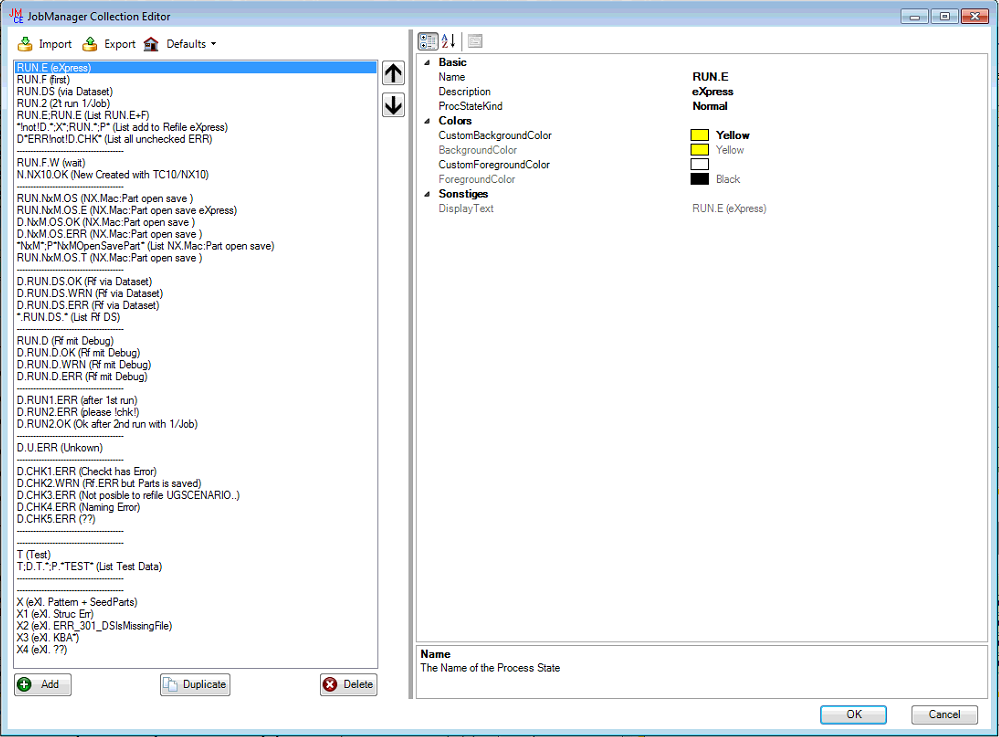 JM CE JobManager Collection Editor
Import Export Defaults
RUN.E (eXpress)
RUN.F (first)
RUN.DS (via Dataset)
RUN.2 (2't run 1/Job)
RUN.E;RUN.E (List RUN.E+F)
*!not!D.*;X*;RUN.*;P* (List add to Refile eXpress)
D*ERR!not!D.CHK* (List all unchecked ERR)
----------------------------------------
RUN.F.W (wait)
N.NX10.OK (New Created with TC10/NX10)
----------------------------------------
RUN.NxM.OS (NX.Mac:Part open save )
RUN.NxM.OS.E (NX.Mac:Part open save eXpress)
D.NxM.OS.OK (NX.Mac:Part open save )
D.NxM.OS.ERR (NX.Mac:Part open save )
*NxM*;P*NxMOpenSavePart* (List NX.Mac:Part open save)
RUN.NxM.OS.T (NX.Mac:Part open save )
----------------------------------------
D.RUN.DS.OK (Rf via Dataset)
D.RUN.DS.WRN (Rf via Dataset)
D.RUN.DS.ERR (Rf via Dataset)
*.RUN.DS.* (List Rf DS)
----------------------------------------
RUN.D (Rf mit Debug)
D.RUN.D.OK (Rf mit Debug)
D.RUN.D.WRN (Rf mit Debug)
D.RUN.D.ERR (Rf mit Debug)
----------------------------------------
D.RUN1.ERR (after 1st run)
D.RUN2.ERR (please !chk!)
D.RUN2.OK (Ok after 2nd run with 1/Job)
----------------------------------------
D.U.ERR (Unkown)
----------------------------------------
D.CHK1.ERR (Checkt has Error)
D.CHK2.WRN (Rf.ERR but Parts is saved)
D.CHK3.ERR (Not posible to refile UGSCENARIO..)
D.CHK4.ERR (Naming Error)
D.CHK5.ERR (??)
----------------------------------------
----------------------------------------
T (Test)
T;D.T.*;P.*TEST* (List Test Data)
----------------------------------------
----------------------------------------
X (eXl. Pattern + SeedParts)
X1 (eXl. Struc Err)
X2 (eXl. ERR_301_DSIsMissingFile)
X3 (eXl. KBA*)
X4 (eXl. ??)
Add Duplicate Delete
Basic
Name RUN.E
Description eXpress
ProcStateKind Normal
Colors
CustomBackgroundColor Yellow
BackgroundColor Yellow
CustomForegroundColor
ForegroundColor Black
Sonstiges
DisplayText RUN.E (eXpress)
Name
The Name of the Process State
OK Cancel